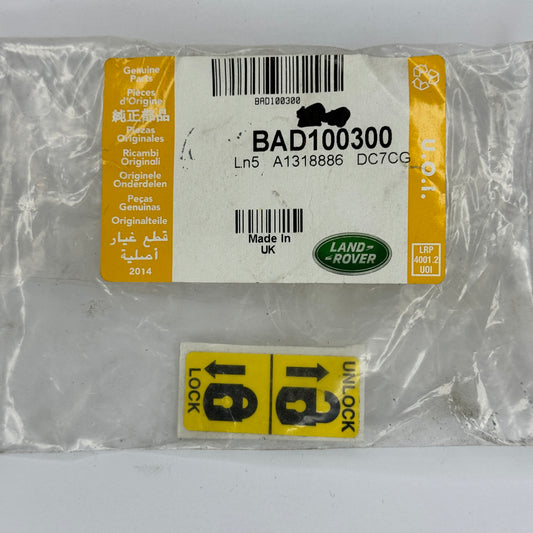 Genuine
Parts
Pièces
d'Origine
純正部品
Piezas
Originales
Ricambi
Originali
Originele
Onderdelen
Peças
Genuínas
Originalteile
قطع غيار
أصلية
2014
BAD100300
BAD100300
Ln5 A1318886 DC7CG
Made In
UK
LAND
ROVER
u.o.i.
LRP
4001.2
UOI
LOCK
UNLOCK